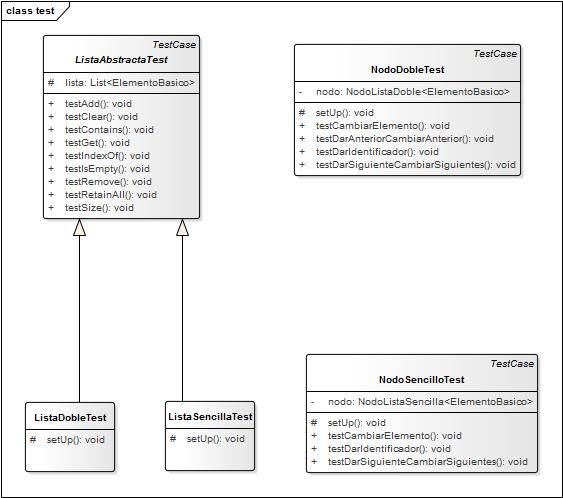 class test
TestCase
ListaAbstractaTest
# lista: List<ElementoBasico>
+ testAdd(): void
+ testClear(): void
+ testContains(): void
+ testGet(): void
+ testIndexOf(): void
+ testIsEmpty(): void
+ testRemove(): void
+ testRetainAll(): void
+ testSize(): void
TestCase
NodoDobleTest
- nodo: NodoListaDoble<ElementoBasico>
# setUp(): void
+ testCambiarElemento(): void
+ testDarAnteriorCambiarAnterior(): void
+ testDarIdentificador(): void
+ testDarSiguienteCambiarSiguientes(): void
ListaDobleTest
# setUp(): void
ListaSencillaTest
# setUp(): void
TestCase
NodoSencilloTest
- nodo: NodoListaSencilla<ElementoBasico>
# setUp(): void
+ testCambiarElemento(): void
+ testDarIdentificador(): void
+ testDarSiguienteCambiarSiguientes(): void